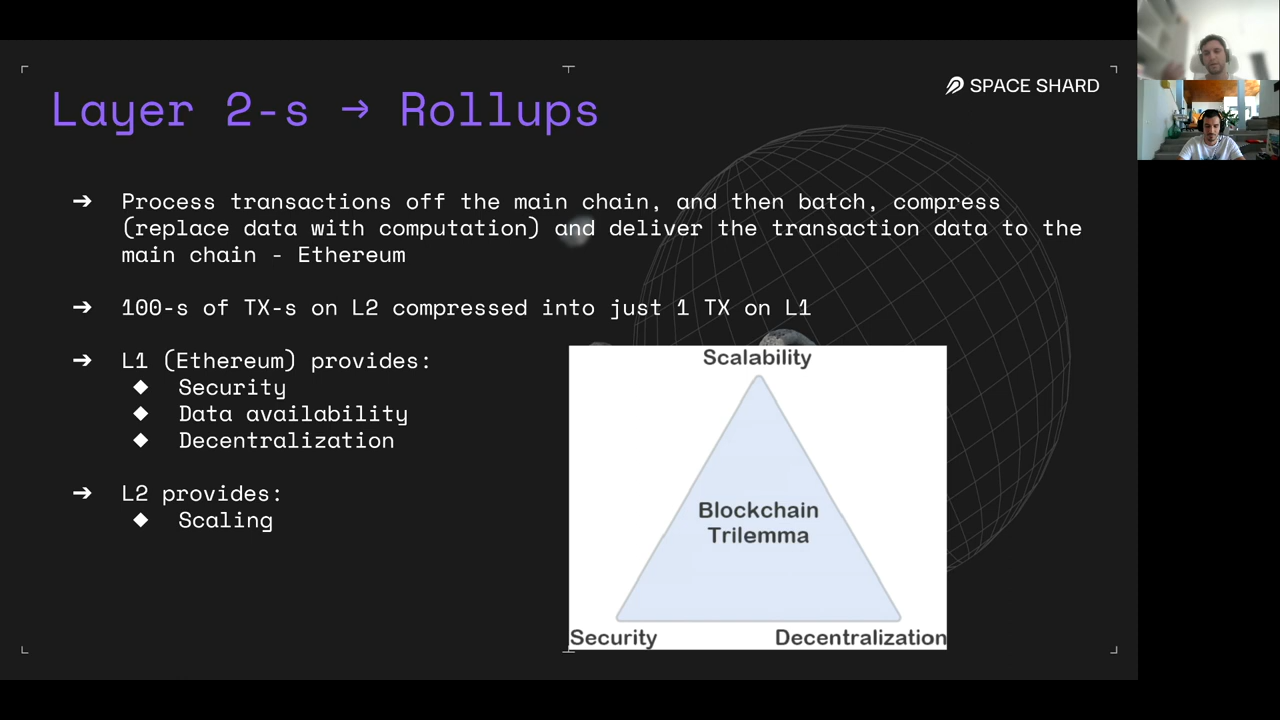 SPACE SHARD
Layer 2-s → Rollups
➔ Process transactions off the main chain, and then batch, compress
(replace data with computation) and deliver the transaction data to the
main chain - Ethereum
➔ 100-s of TX-s on L2 compressed into just 1 TX on L1
➔ L1 (Ethereum) provides:
◆ Security
◆ Data availability
◆ Decentralization
➔ L2 provides:
◆ Scaling
Scalability
Blockchain
Trilemma
Security
Decentralization